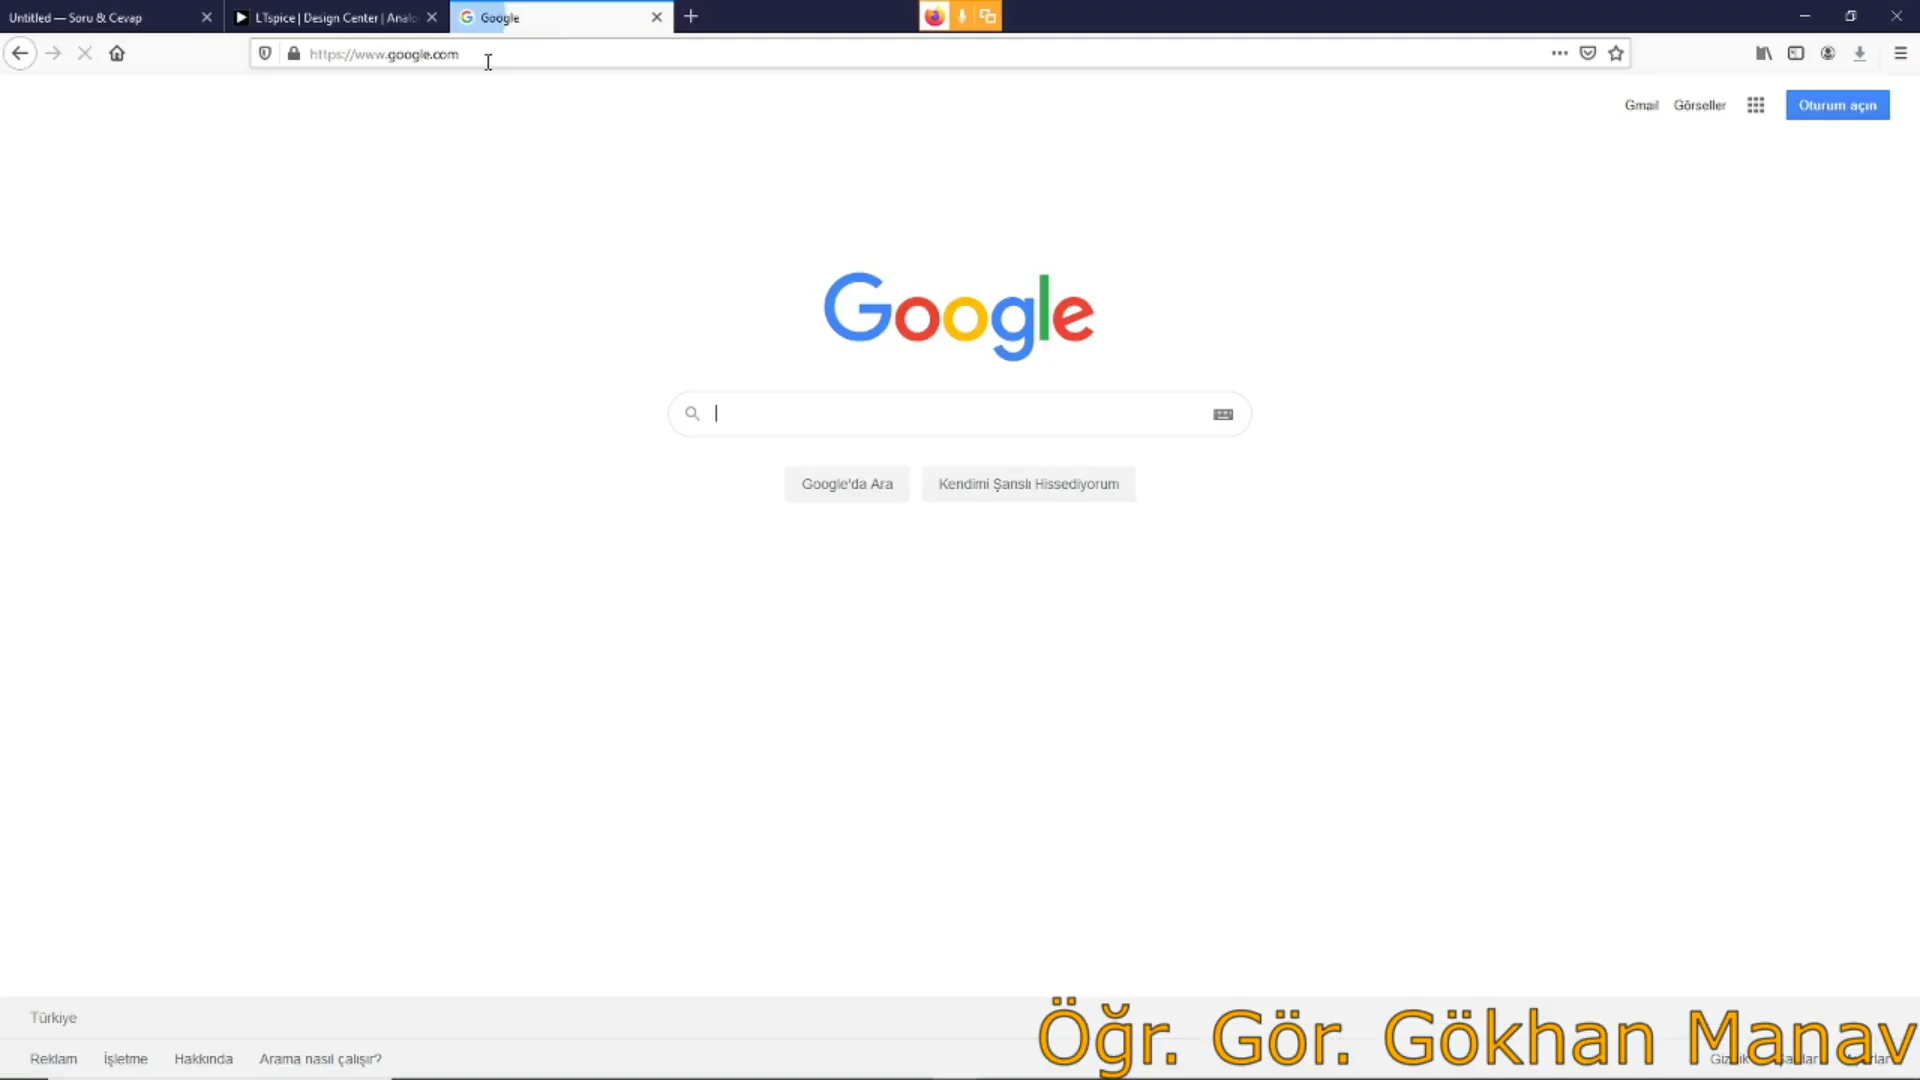 Untitled — Soru & Cevap
LTspice | Design Center | Analo
Google
https://www.google.com
Gmail Görseller Oturum açın
Google
Google'da Ara Kendimi Şanslı Hissediyorum
Türkiye
Reklam İşletme Hakkında Arama nasıl çalışır?
Öğr. Gör. Gökhan Manav